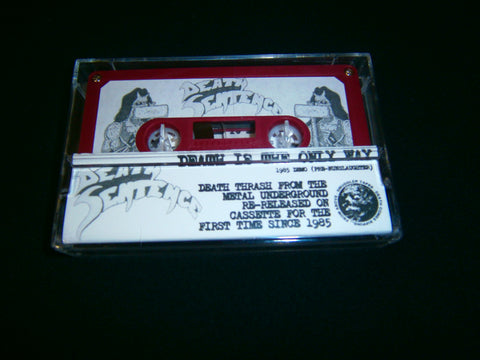 DEATH
SENTENCE
DEATH IS THE ONLY WAY
1985 DEMO (PRE-NUNSLAUGHTER)
DEATH
SENTENCE
DEATH THRASH FROM THE
METAL UNDERGROUND
RE-RELEASED ON
CASSETTE FOR THE
FIRST TIME SINCE 1985